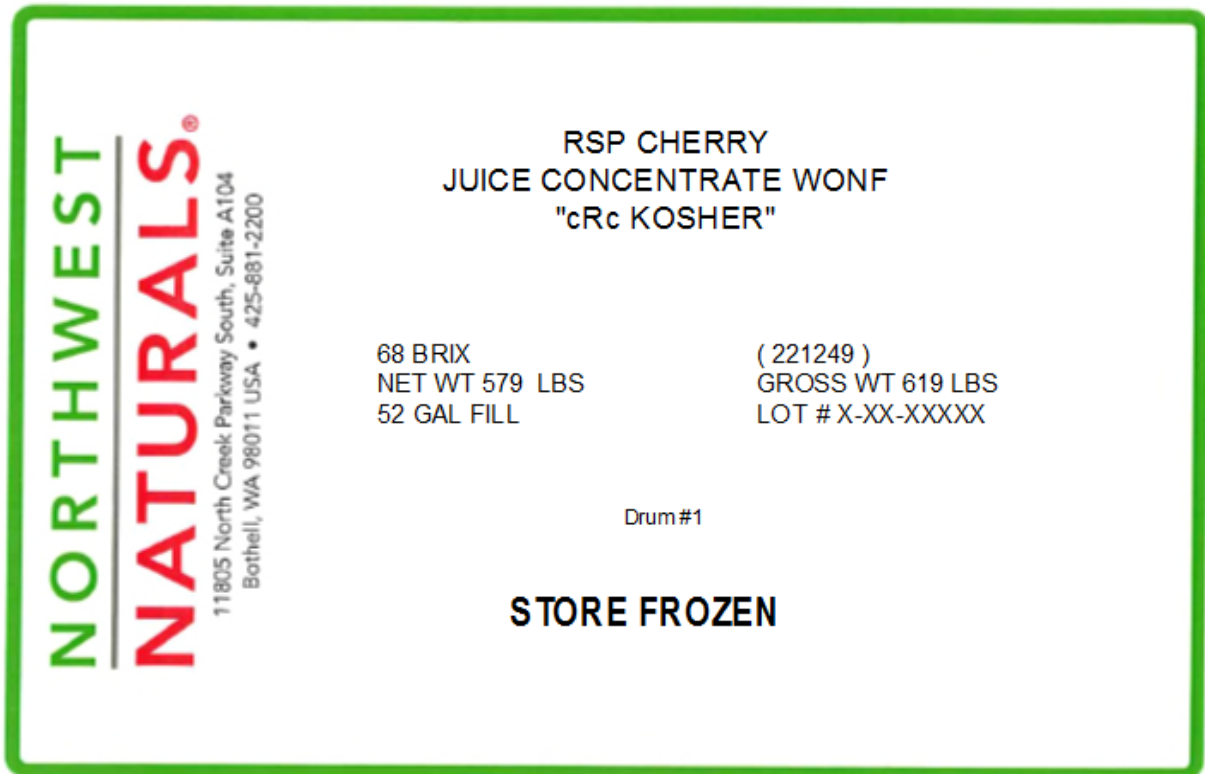 NORTHWEST
NATURALS®
11805 North Creek Parkway South, Suite A104
Bothell, WA 98011 USA • 425-881-2200
RSP CHERRY
JUICE CONCENTRATE WONF
"cRc KOSHER"
68 BRIX
NET WT 579 LBS
52 GAL FILL
( 221249 )
GROSS WT 619 LBS
LOT # X-XX-XXXXX
Drum #1
STORE FROZEN